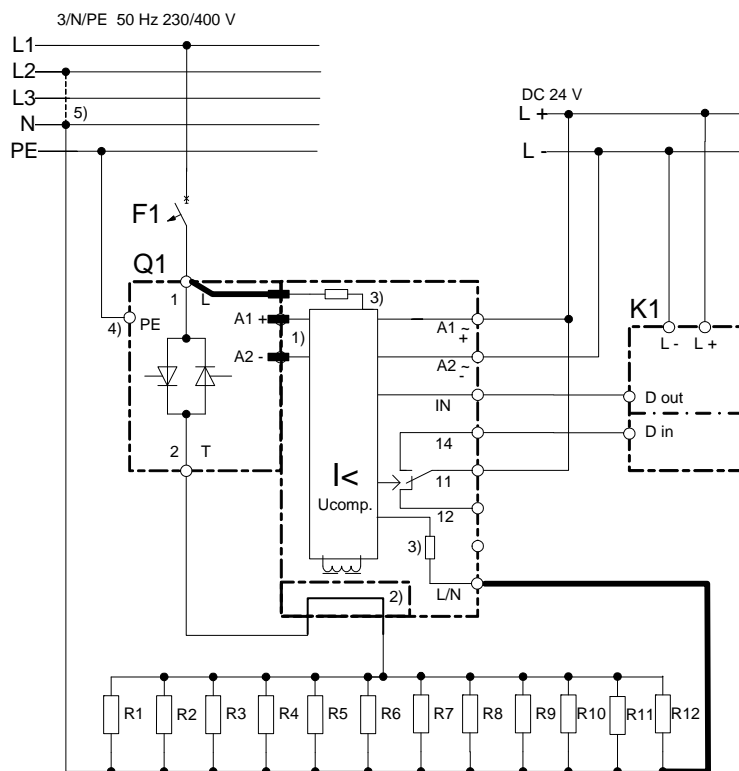 3/N/PE 50 Hz 230/400 V
L1
L2
L3
N
5)
PE
DC 24 V
L +
L -
F1
Q1
K1
1
L
3)
4)
PE
A1 +
1)
A2 -
A1 ~
+
A2 ~
-
IN
L -
L +
D out
D in
14
2
T
I<
Ucomp.
11
12
3)
L/N
2)
R1
R2
R3
R4
R5
R6
R7
R8
R9
R10
R11
R12